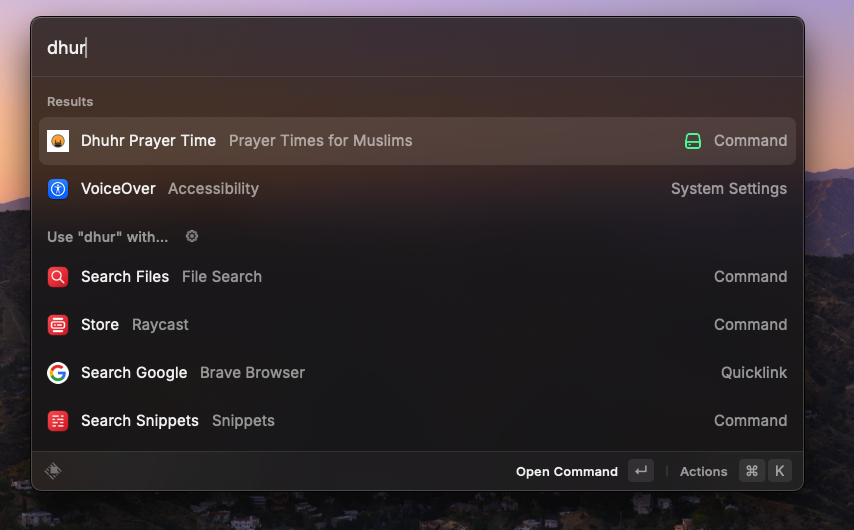 dhur
Results
Dhuhr Prayer Time Prayer Times for Muslims Command
VoiceOver Accessibility System Settings
Use "dhur" with...
Search Files File Search Command
Store Raycast Command
Search Google Brave Browser Quicklink
Search Snippets Snippets Command
Open Command ↵ Actions ⌘ K